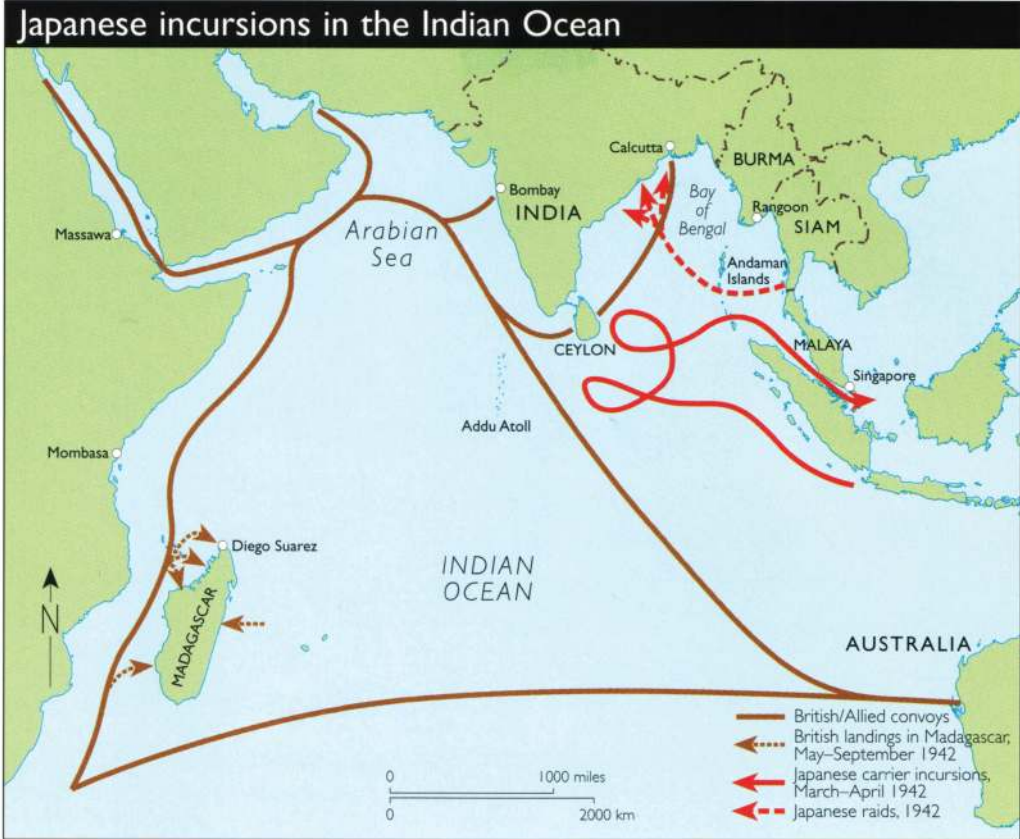 Japanese incursions in the Indian Ocean
Calcutta
BURMA
Bombay
INDIA
Bay
of
Bengal
Rangoon
SIAM
Massawa
Arabian
Sea
Andaman
Islands
CEYLON
MALAYA
Singapore
Addu Atoll
Mombasa
Diego Suarez
INDIAN
OCEAN
N
MADAGASCAR
AUSTRALIA
British/Allied convoys
British landings in Madagascar,
May–September 1942
Japanese carrier incursions,
March–April 1942
Japanese raids, 1942
0 1000 miles
0 2000 km